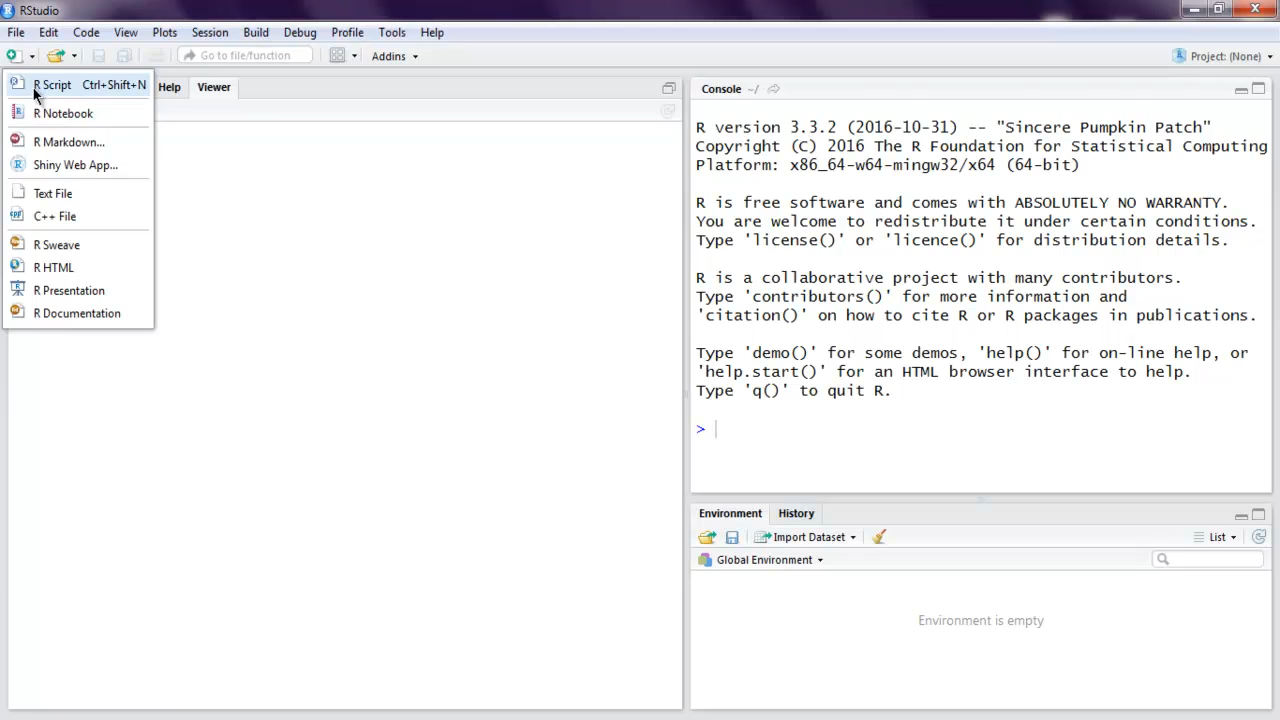 RStudio
File Edit Code View Plots Session Build Debug Profile Tools Help
Go to file/function Addins Project: (None)
R Script Ctrl+Shift+N
R Notebook
R Markdown...
Shiny Web App...
Text File
C++ File
R Sweave
R HTML
R Presentation
R Documentation
Help Viewer
Console ~/
R version 3.3.2 (2016-10-31) -- "Sincere Pumpkin Patch"
Copyright (C) 2016 The R Foundation for Statistical Computing
Platform: x86_64-w64-mingw32/x64 (64-bit)
R is free software and comes with ABSOLUTELY NO WARRANTY.
You are welcome to redistribute it under certain conditions.
Type 'license()' or 'licence()' for distribution details.
R is a collaborative project with many contributors.
Type 'contributors()' for more information and
'citation()' on how to cite R or R packages in publications.
Type 'demo()' for some demos, 'help()' for on-line help, or
'help.start()' for an HTML browser interface to help.
Type 'q()' to quit R.
>
Environment History
Import Dataset List
Global Environment
Environment is empty